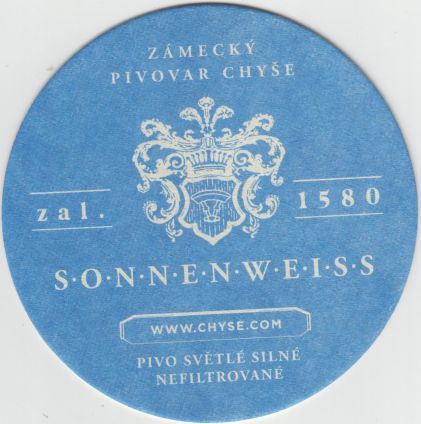 ZÁMECKÝ
PIVOVAR CHYŠE
zal. 1580
S·O·N·N·E·N·W·E·I·S·S
WWW.CHYSE.COM
PIVO SVĚTLÉ SILNÉ
NEFILTROVANÉ